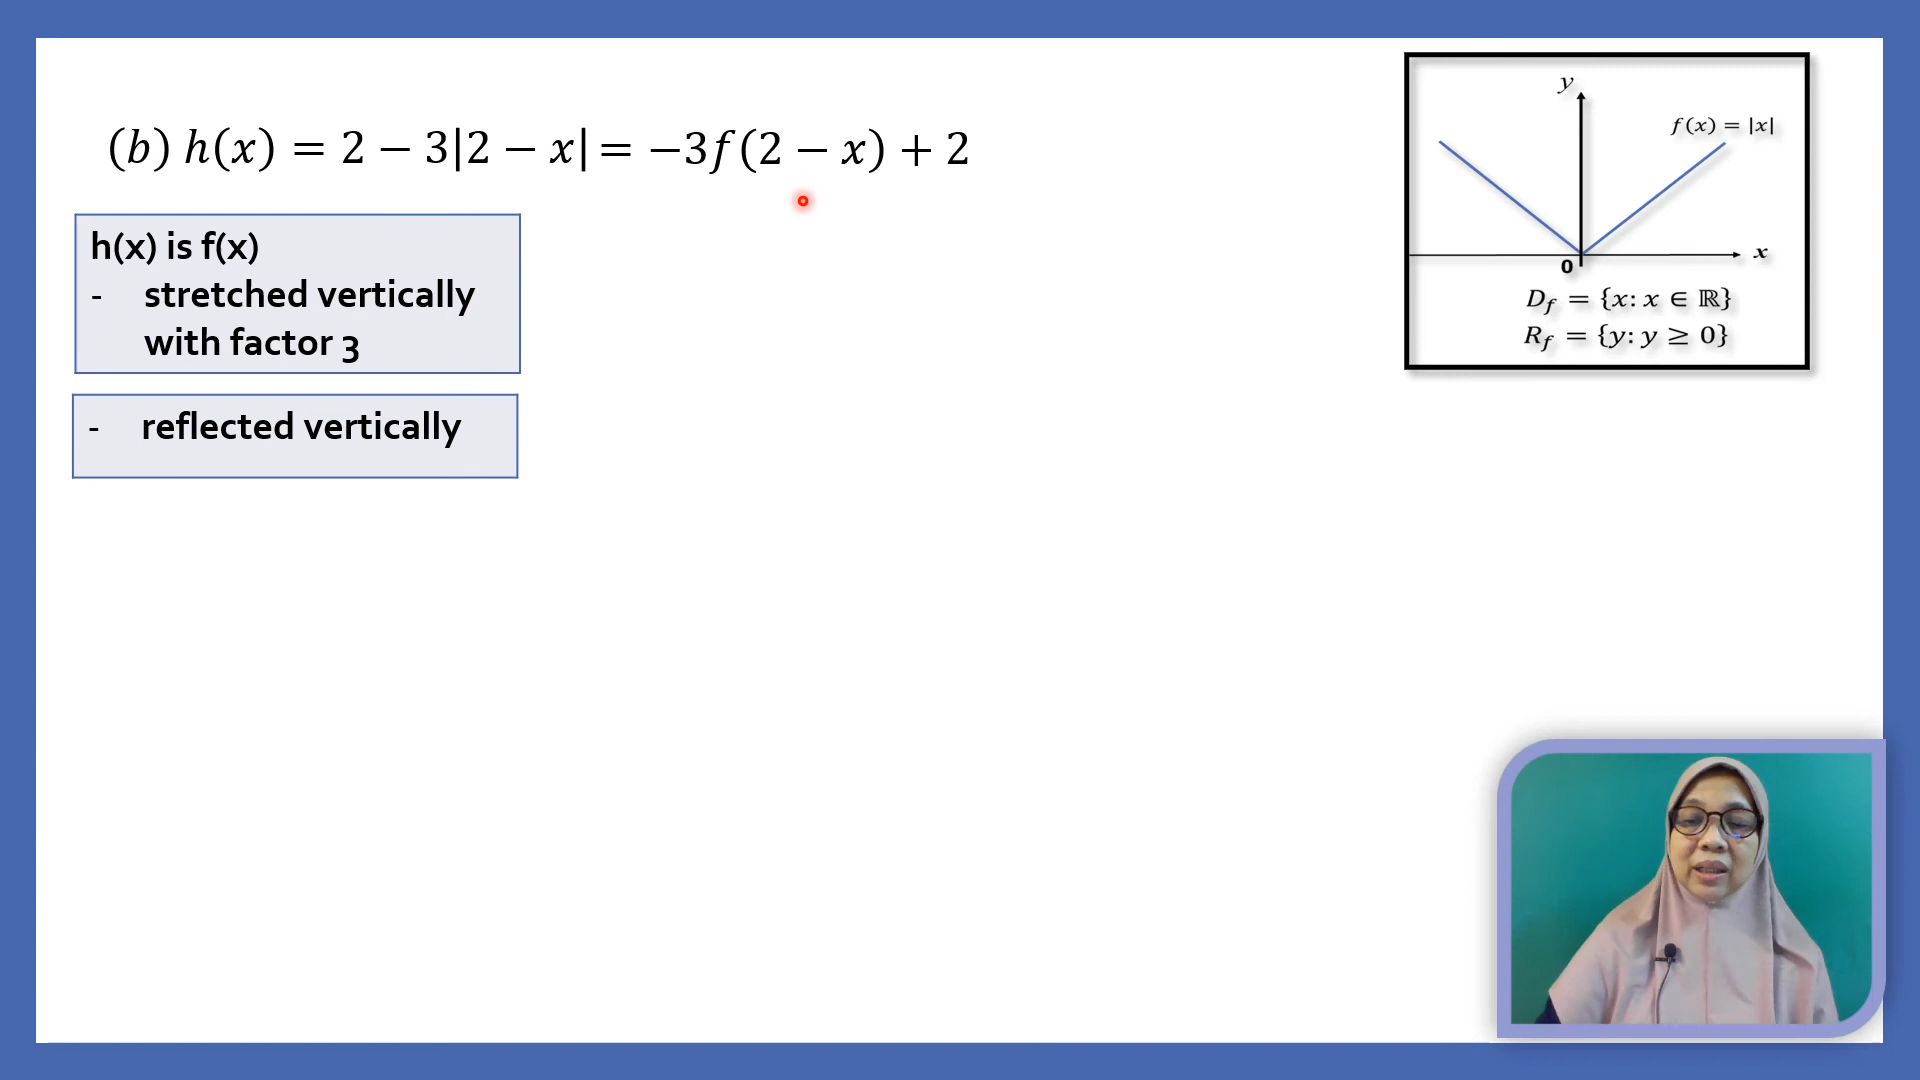 (b) h(x) = 2 − 3|2 − x| = −3f(2 − x) + 2
h(x) is f(x)
- stretched vertically
with factor 3
- reflected vertically
y
f(x) = |x|
x
0
D_f = {x: x ∈ ℝ}
R_f = {y: y ≥ 0}